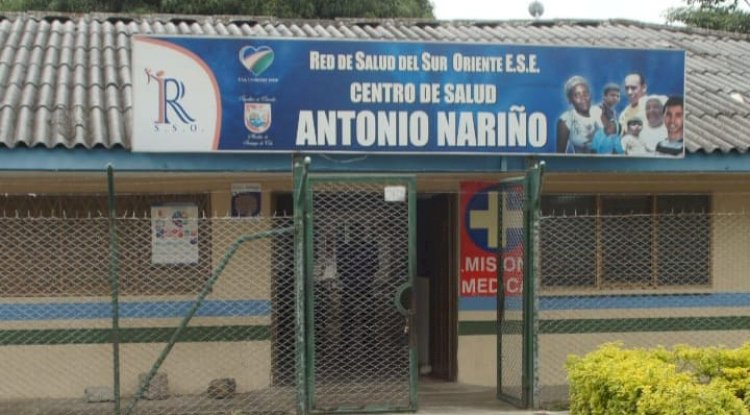 RED DE SALUD DEL SUR ORIENTE E.S.E.
CENTRO DE SALUD
ANTONIO NARIÑO
R
S.S.O.
MISION
MEDICA